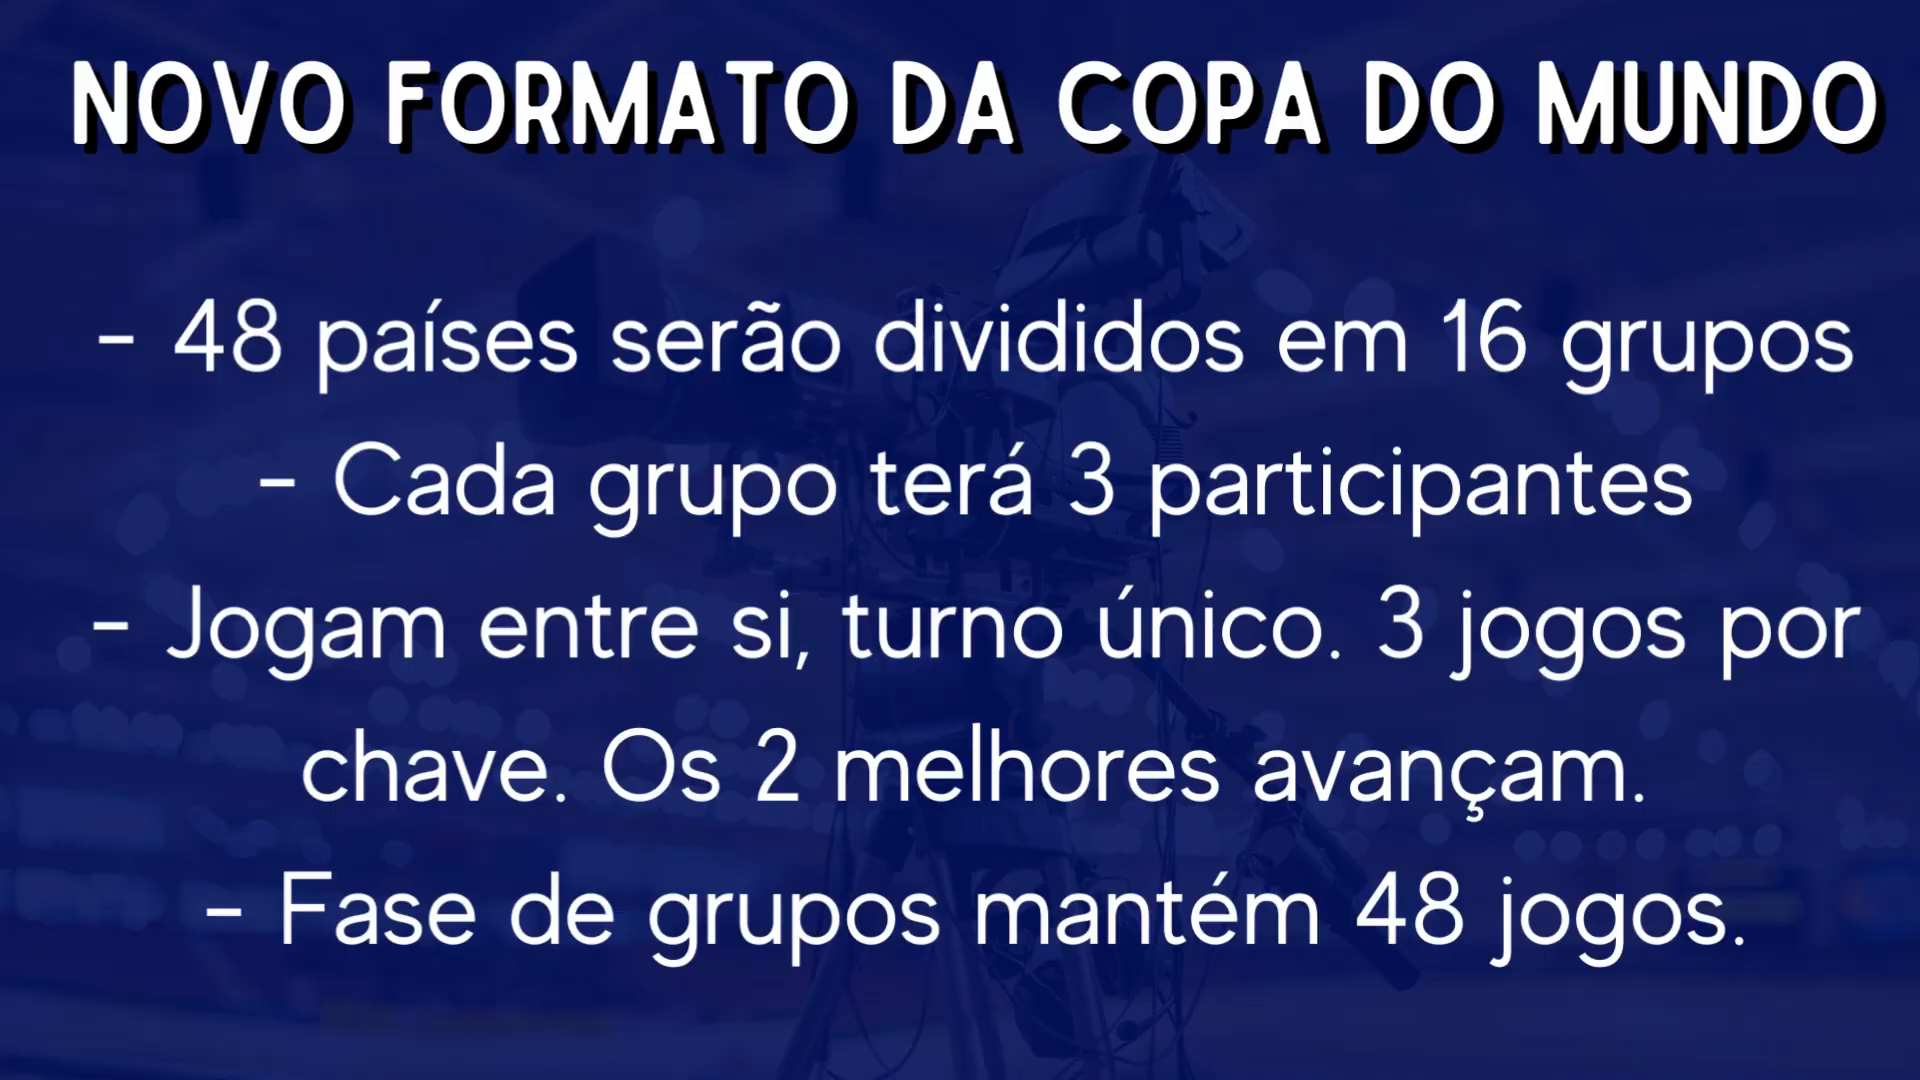 NOVO FORMATO DA COPA DO MUNDO
- 48 países serão divididos em 16 grupos
- Cada grupo terá 3 participantes
- Jogam entre si, turno único. 3 jogos por
chave. Os 2 melhores avançam.
- Fase de grupos mantém 48 jogos.